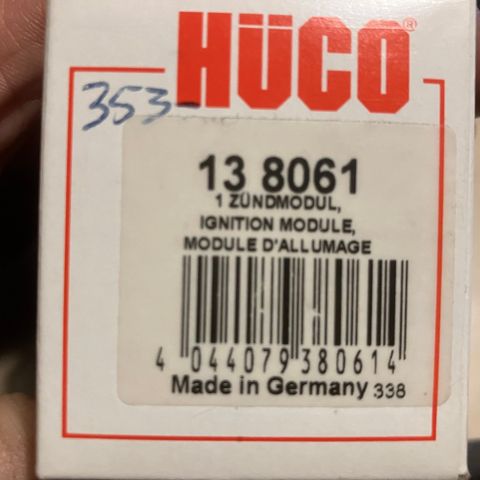 HÜCO®
353-
13 8061
1 ZÜNDMODUL,
IGNITION MODULE,
MODULE D'ALLUMAGE
4 044079 380614
Made in Germany 338